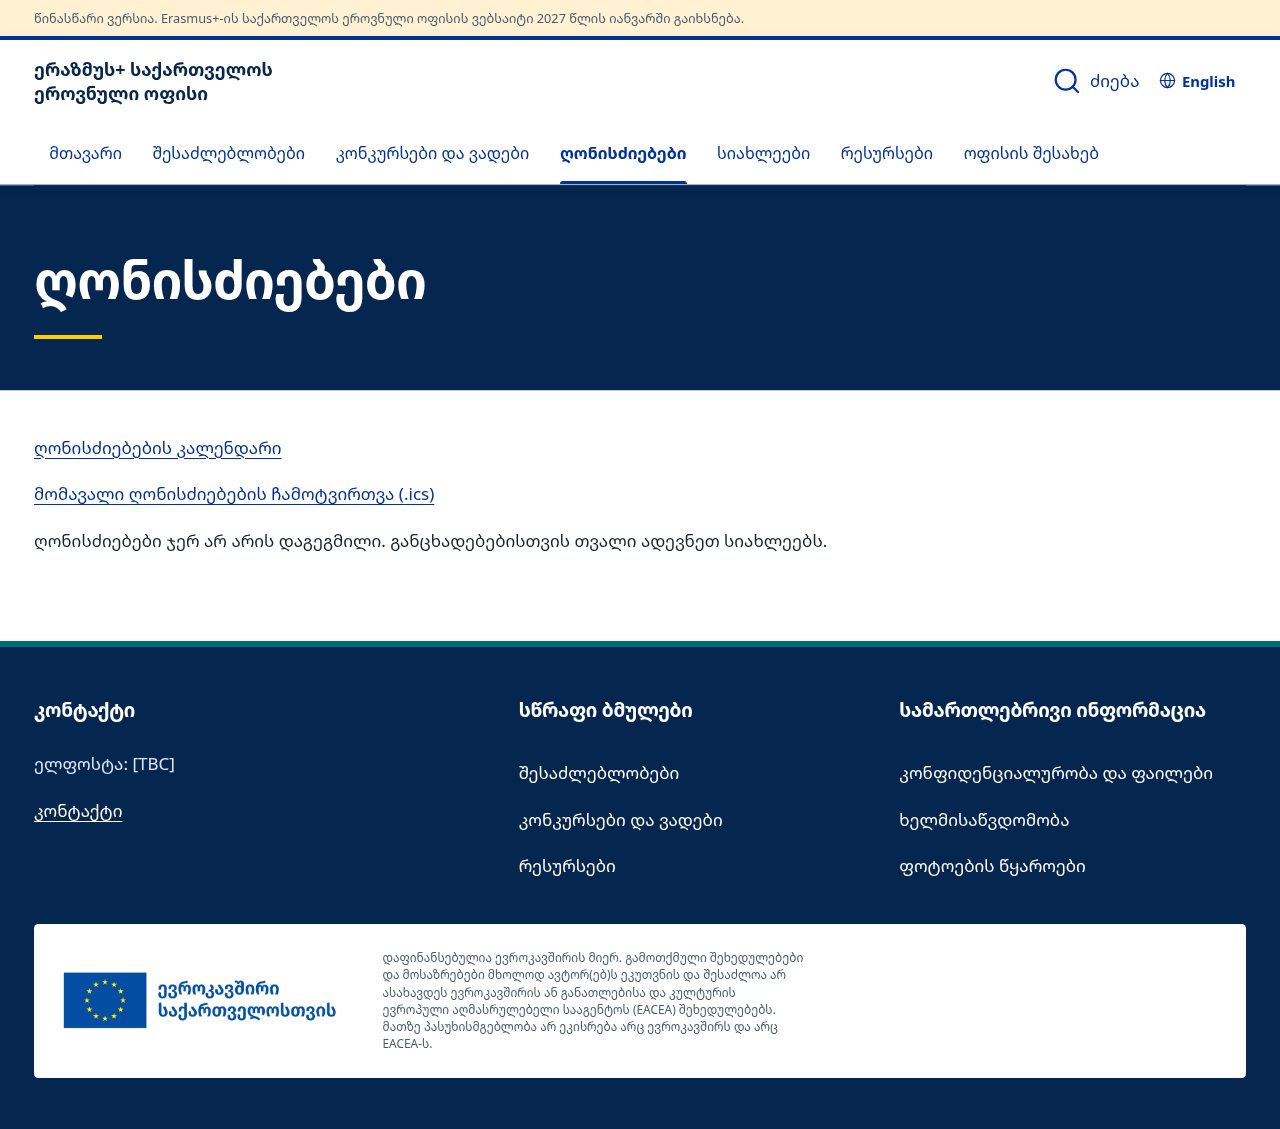 წინასწარი ვერსია. Erasmus+-ის საქართველოს ეროვნული ოფისის ვებსაიტი 2027 წლის იანვარში გაიხსნება.
ერაზმუს+ საქართველოს
ეროვნული ოფისი
ძიება
English
მთავარი
შესაძლებლობები
კონკურსები და ვადები
ღონისძიებები
სიახლეები
რესურსები
ოფისის შესახებ
ღონისძიებები
ღონისძიებების კალენდარი
მომავალი ღონისძიებების ჩამოტვირთვა (.ics)
ღონისძიებები ჯერ არ არის დაგეგმილი. განცხადებებისთვის თვალი ადევნეთ სიახლეებს.
კონტაქტი
ელფოსტა: [TBC]
კონტაქტი
სწრაფი ბმულები
შესაძლებლობები
კონკურსები და ვადები
რესურსები
სამართლებრივი ინფორმაცია
კონფიდენციალურობა და ფაილები
ხელმისაწვდომობა
ფოტოების წყაროები
ევროკავშირი
საქართველოსთვის
დაფინანსებულია ევროკავშირის მიერ. გამოთქმული შეხედულებები
და მოსაზრებები მხოლოდ ავტორ(ებ)ს ეკუთვნის და შესაძლოა არ
ასახავდეს ევროკავშირის ან განათლებისა და კულტურის
ევროპული აღმასრულებელი სააგენტოს (EACEA) შეხედულებებს.
მათზე პასუხისმგებლობა არ ეკისრება არც ევროკავშირს და არც
EACEA-ს.